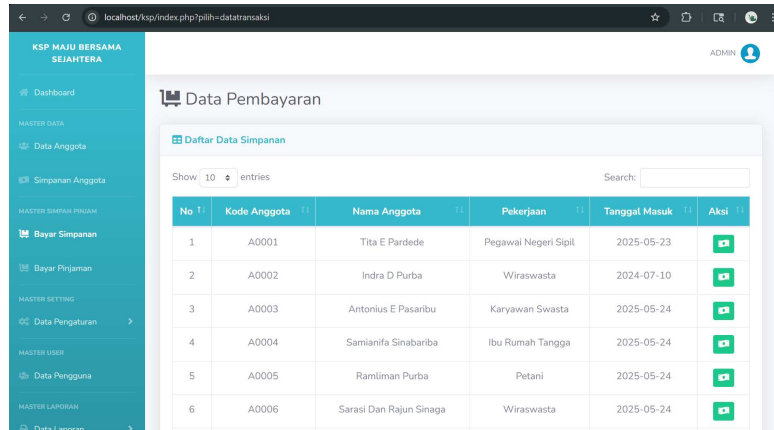 localhost/ksp/index.php?pilih=datatransaksi
KSP MAJU BERSAMA
SEJAHTERA
ADMIN
Dashboard
MASTER DATA
Data Anggota
Simpanan Anggota
MASTER SIMPAN PINJAM
Bayar Simpanan
Bayar Pinjaman
MASTER SETTING
Data Pengaturan
MASTER USER
Data Pengguna
MASTER LAPORAN
Data Laporan
Data Pembayaran
Daftar Data Simpanan
Show 10 entries Search:
No Kode Anggota Nama Anggota Pekerjaan Tanggal Masuk Aksi
1 A0001 Tita E Pardede Pegawai Negeri Sipil 2025-05-23
2 A0002 Indra D Purba Wiraswasta 2024-07-10
3 A0003 Antonius E Pasaribu Karyawan Swasta 2025-05-24
4 A0004 Samianifa Sinabariba Ibu Rumah Tangga 2025-05-24
5 A0005 Ramliman Purba Petani 2025-05-24
6 A0006 Sarasi Dan Rajun Sinaga Wiraswasta 2025-05-24